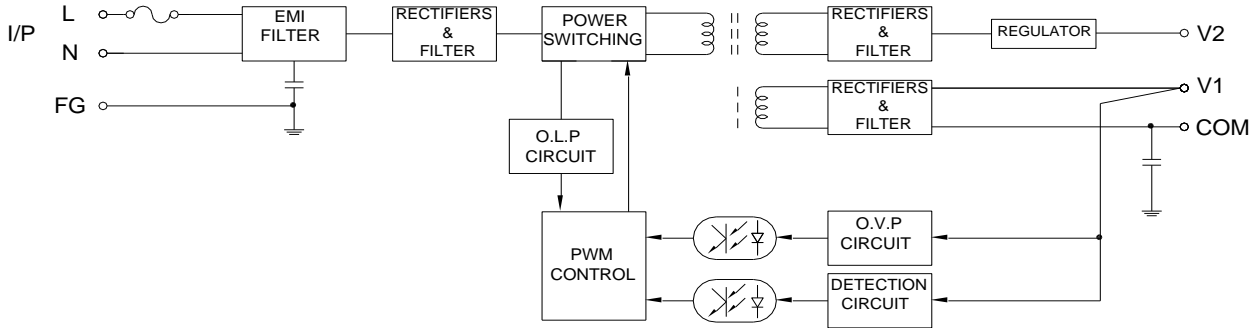 I/P
L
N
FG
EMI
FILTER
RECTIFIERS
&
FILTER
POWER
SWITCHING
RECTIFIERS
&
FILTER
REGULATOR
V2
RECTIFIERS
&
FILTER
V1
COM
O.L.P
CIRCUIT
PWM
CONTROL
O.V.P
CIRCUIT
DETECTION
CIRCUIT